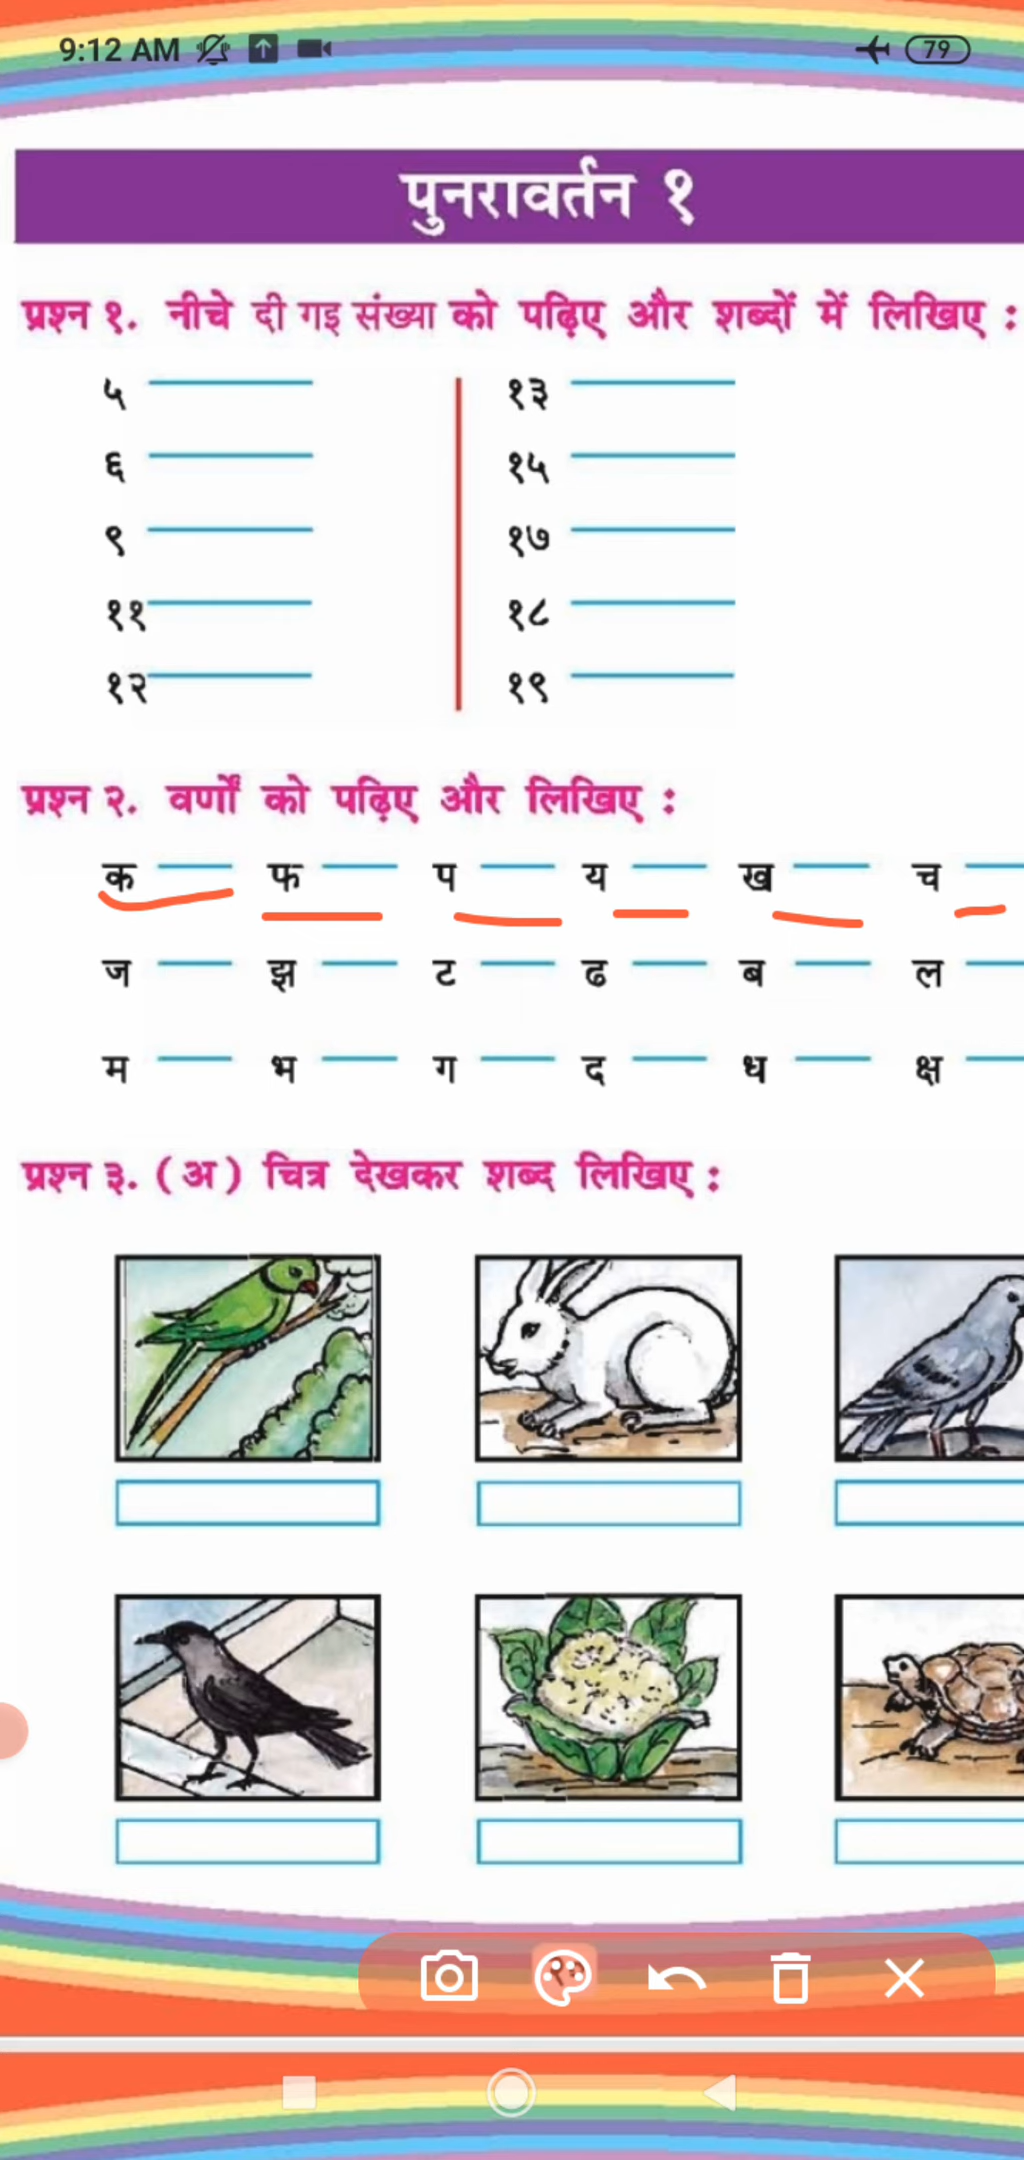 9:12 AM 79
पुनरावर्तन १
प्रश्न १. नीचे दी गइ संख्या को पढ़िए और शब्दों में लिखिए :
५ १३
६ १५
९ १७
११ १८
१२ १९
प्रश्न २. वर्णों को पढ़िए और लिखिए :
क फ प य ख च
ज झ ट ढ ब ल
म भ ग द ध क्ष
प्रश्न ३. (अ) चित्र देखकर शब्द लिखिए :